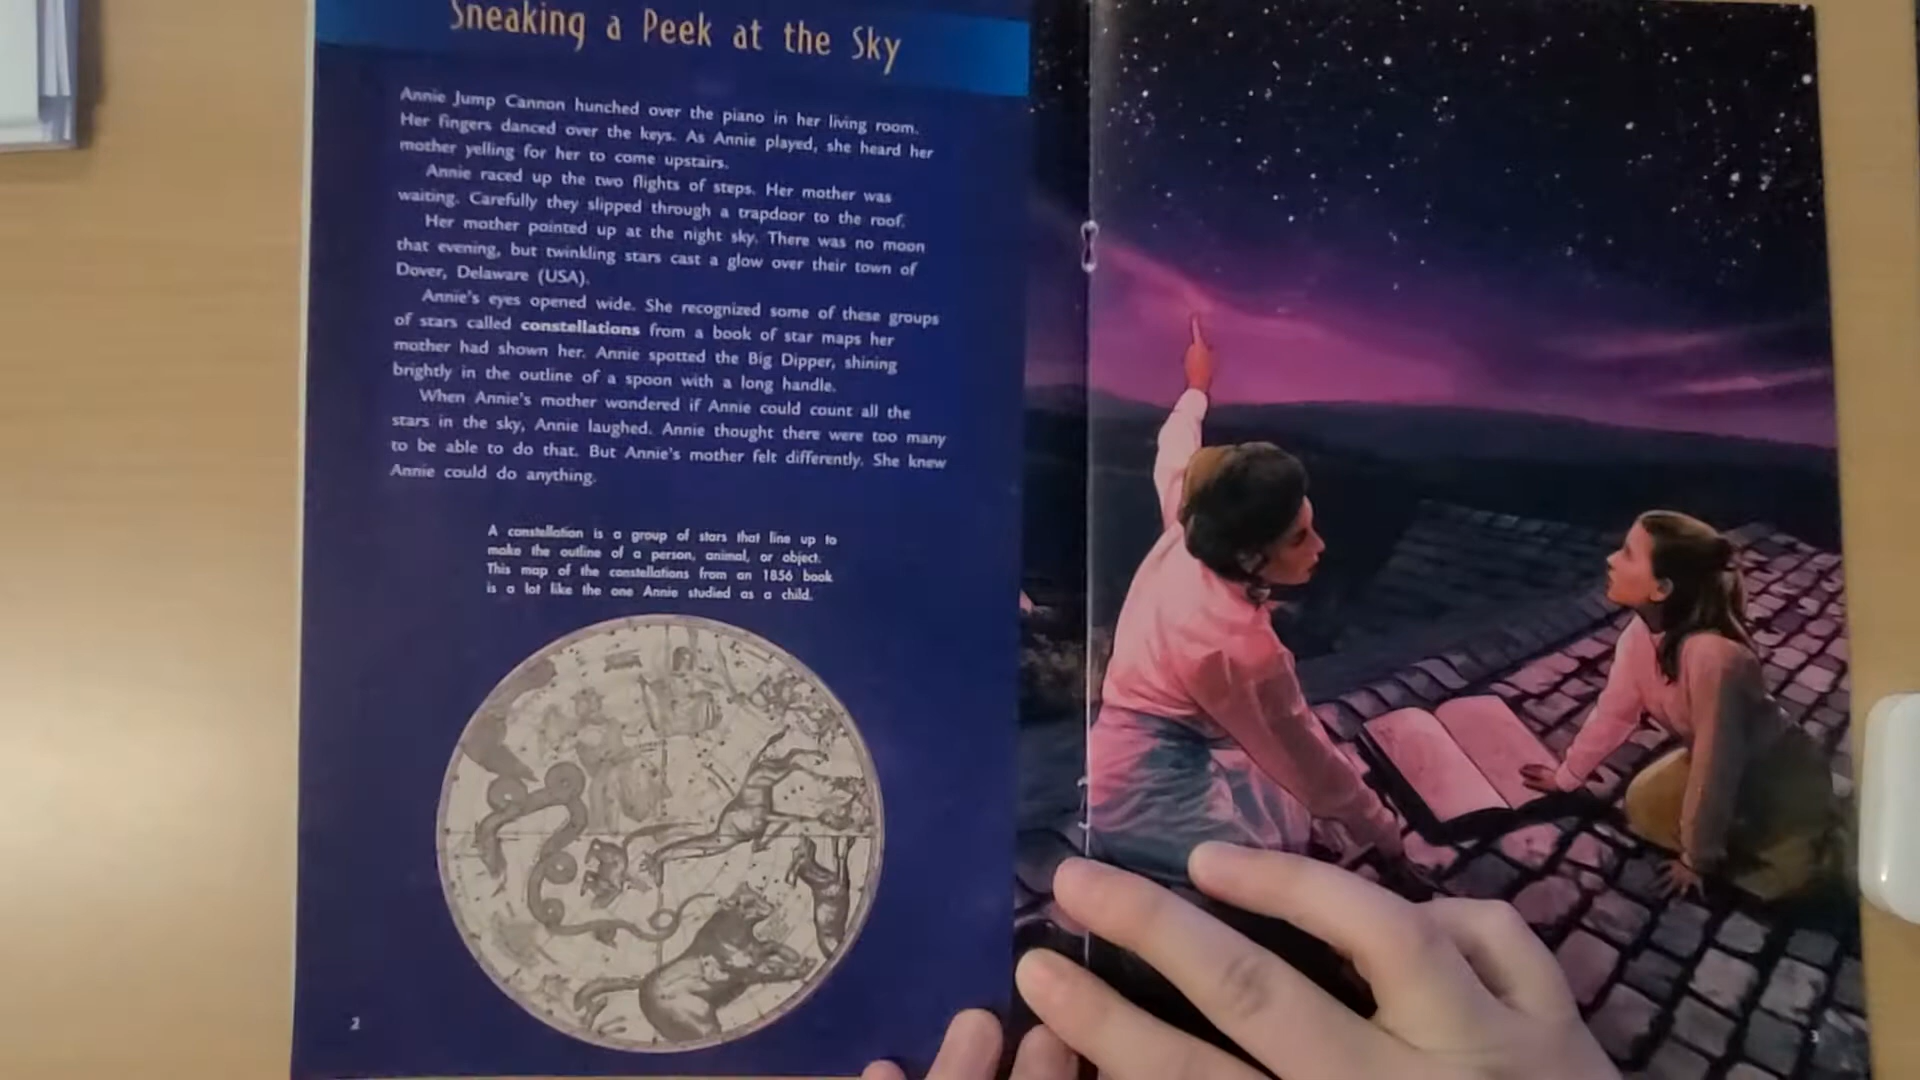 Sneaking a Peek at the Sky
Annie Jump Cannon hunched over the piano in her living room.
Her fingers danced over the keys. As Annie played, she heard her
mother yelling for her to come upstairs.
Annie raced up the two flights of steps. Her mother was
waiting. Carefully they slipped through a trapdoor to the roof.
Her mother pointed up at the night sky. There was no moon
that evening, but twinkling stars cast a glow over their town of
Dover, Delaware (USA).
Annie's eyes opened wide. She recognized some of these groups
of stars called constellations from a book of star maps her
mother had shown her. Annie spotted the Big Dipper, shining
brightly in the outline of a spoon with a long handle.
When Annie's mother wondered if Annie could count all the
stars in the sky, Annie laughed. Annie thought there were too many
to be able to do that. But Annie's mother felt differently. She knew
Annie could do anything.
A constellation is a group of stars that line up to
make the outline of a person, animal, or object.
This map of the constellations from an 1856 book
is a lot like the one Annie studied as a child.
2
3